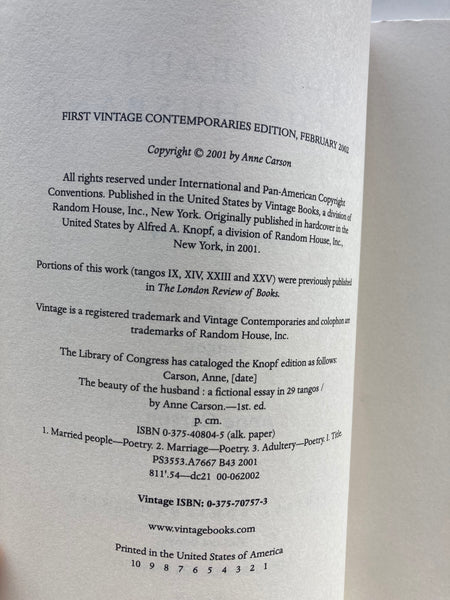 FIRST VINTAGE CONTEMPORARIES EDITION, FEBRUARY 2002
Copyright © 2001 by Anne Carson
All rights reserved under International and Pan-American Copyright
Conventions. Published in the United States by Vintage Books, a division of
Random House, Inc., New York. Originally published in hardcover in the
United States by Alfred A. Knopf, a division of Random House, Inc.,
New York, in 2001.
Portions of this work (tangos IX, XIV, XXIII and XXV) were previously published
in The London Review of Books.
Vintage is a registered trademark and Vintage Contemporaries and colophon are
trademarks of Random House, Inc.
The Library of Congress has cataloged the Knopf edition as follows:
Carson, Anne, [date]
The beauty of the husband : a fictional essay in 29 tangos /
by Anne Carson.—1st. ed.
p. cm.
ISBN 0-375-40804-5 (alk. paper)
1. Married people—Poetry. 2. Marriage—Poetry. 3. Adultery—Poetry. I. Title
PS3553.A7667 B43 2001
811'.54—dc21 00-062002
Vintage ISBN: 0-375-70757-3
www.vintagebooks.com
Printed in the United States of America
10 9 8 7 6 5 4 3 2 1